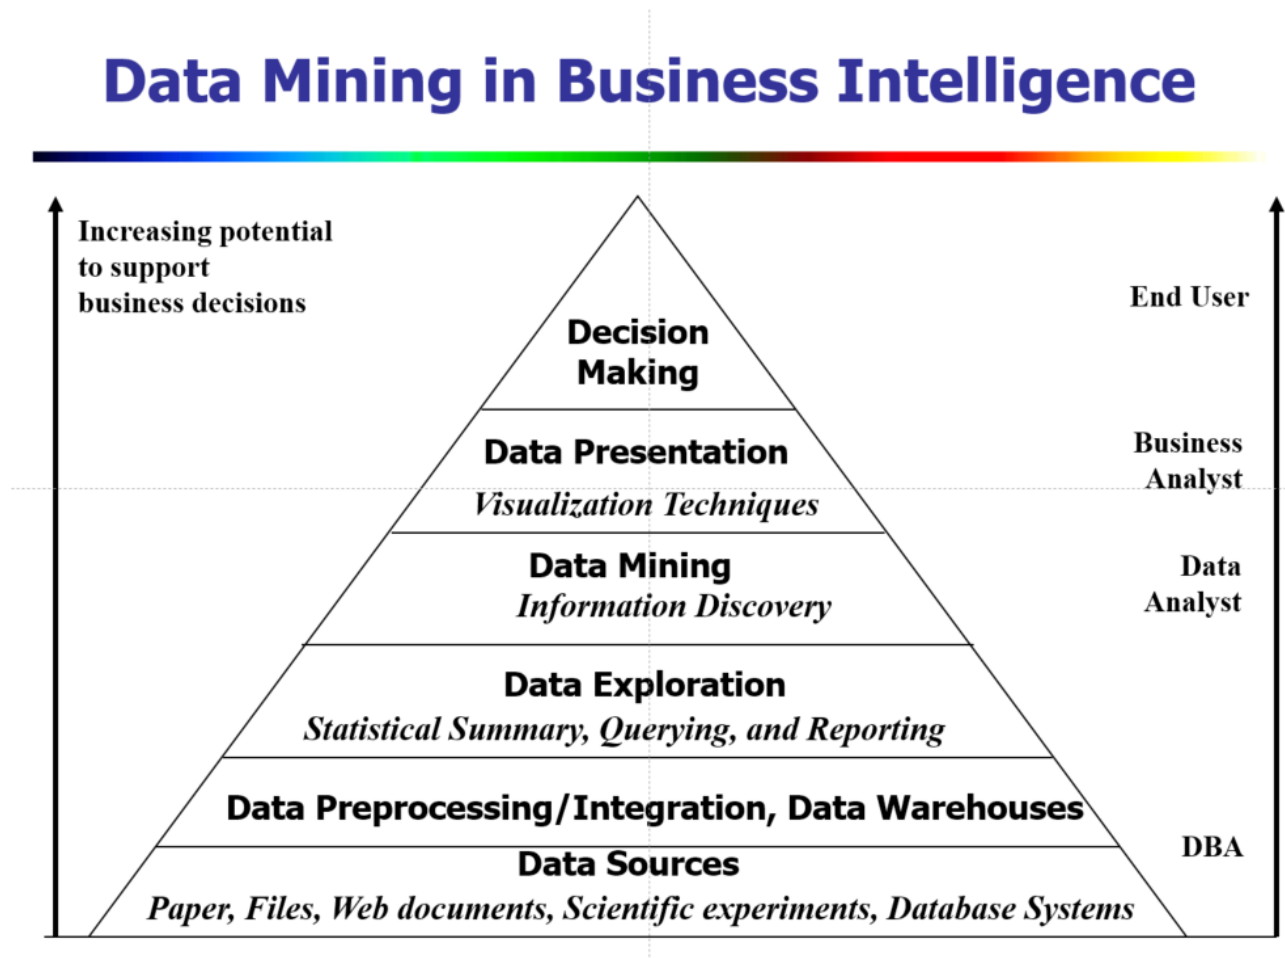 Data Mining in Business Intelligence
Increasing potential
to support
business decisions
End User
Decision
Making
Data Presentation
Visualization Techniques
Business
Analyst
Data Mining
Information Discovery
Data
Analyst
Data Exploration
Statistical Summary, Querying, and Reporting
Data Preprocessing/Integration, Data Warehouses
DBA
Data Sources
Paper, Files, Web documents, Scientific experiments, Database Systems